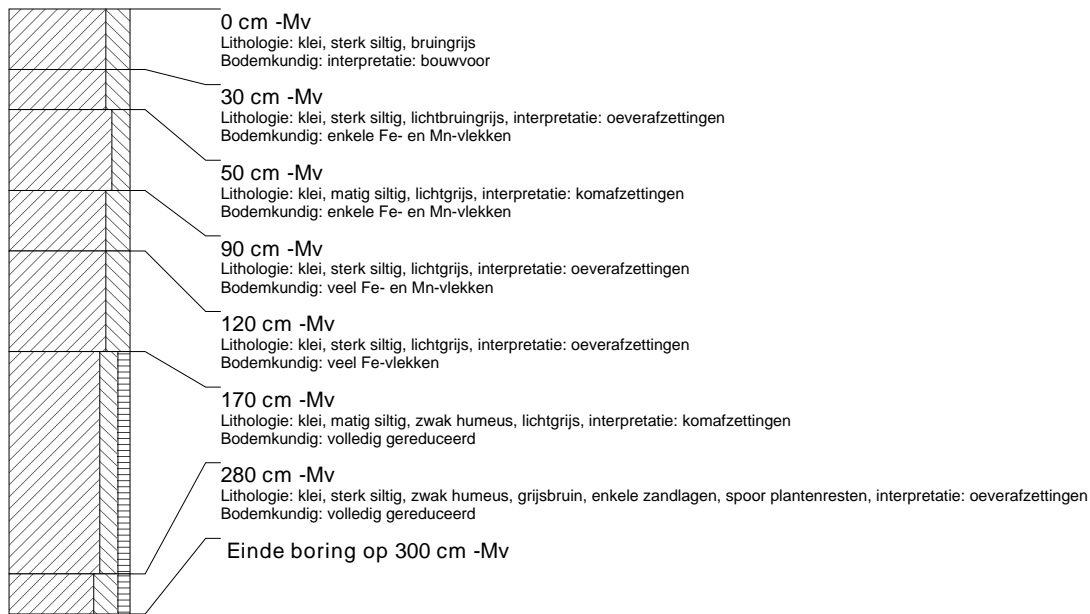 0 cm -Mv
Lithologie: klei, sterk siltig, bruingrijs
Bodemkundig: interpretatie: bouwvoor
30 cm -Mv
Lithologie: klei, sterk siltig, lichtbruingrijs, interpretatie: oeverafzettingen
Bodemkundig: enkele Fe- en Mn-vlekken
50 cm -Mv
Lithologie: klei, matig siltig, lichtgrijs, interpretatie: komafzettingen
Bodemkundig: enkele Fe- en Mn-vlekken
90 cm -Mv
Lithologie: klei, sterk siltig, lichtgrijs, interpretatie: oeverafzettingen
Bodemkundig: veel Fe- en Mn-vlekken
120 cm -Mv
Lithologie: klei, sterk siltig, lichtgrijs, interpretatie: oeverafzettingen
Bodemkundig: veel Fe-vlekken
170 cm -Mv
Lithologie: klei, matig siltig, zwak humeus, lichtgrijs, interpretatie: komafzettingen
Bodemkundig: volledig gereduceerd
280 cm -Mv
Lithologie: klei, sterk siltig, zwak humeus, grijsbruin, enkele zandlagen, spoor plantenresten, interpretatie: oeverafzettingen
Bodemkundig: volledig gereduceerd
Einde boring op 300 cm -Mv